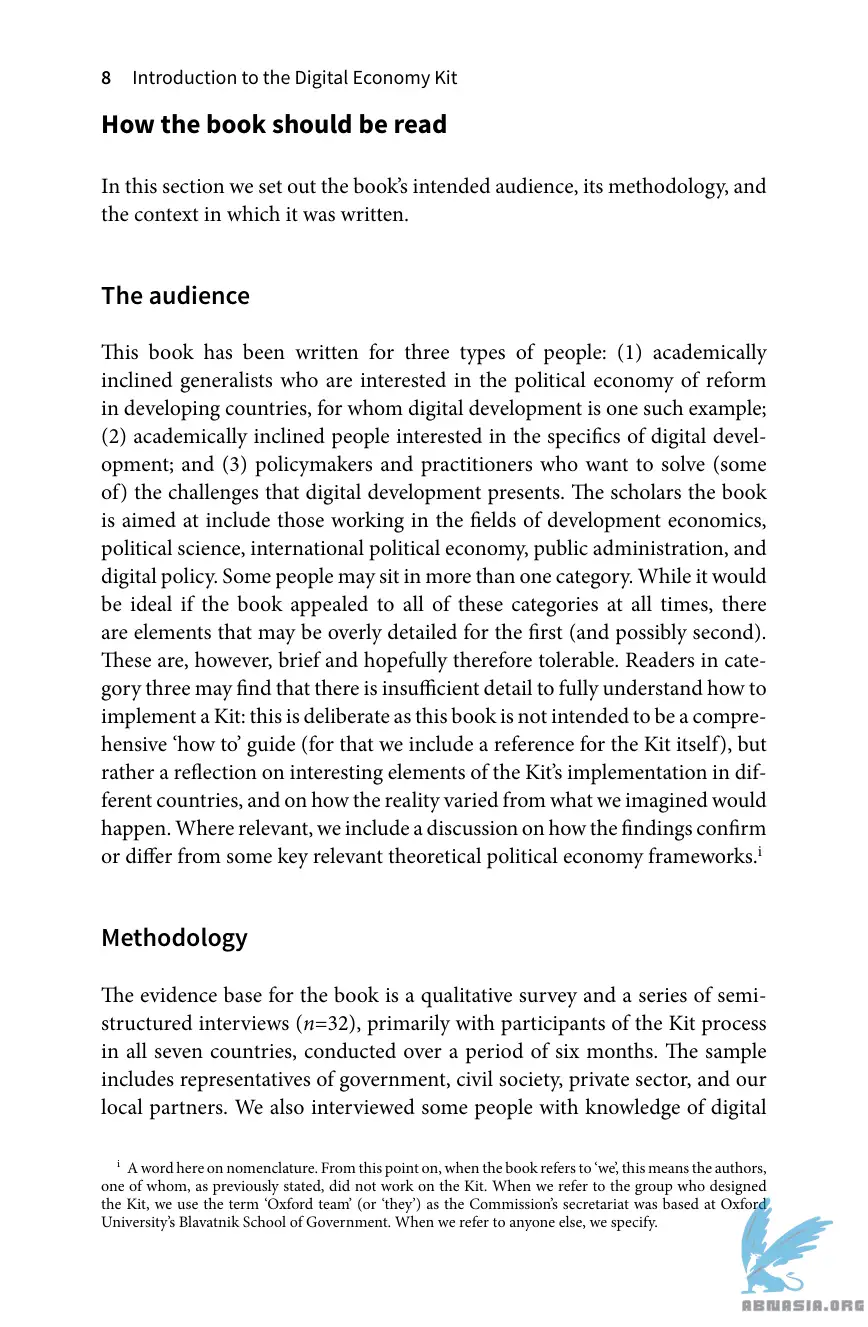 8 Introduction to the Digital Economy Kit
How the book should be read
In this section we set out the book’s intended audience, its methodology, and
the context in which it was written.
The audience
This book has been written for three types of people: (1) academically
inclined generalists who are interested in the political economy of reform
in developing countries, for whom digital development is one such example;
(2) academically inclined people interested in the specifics of digital devel-
opment; and (3) policymakers and practitioners who want to solve (some
of) the challenges that digital development presents. The scholars the book
is aimed at include those working in the fields of development economics,
political science, international political economy, public administration, and
digital policy. Some people may sit in more than one category. While it would
be ideal if the book appealed to all of these categories at all times, there
are elements that may be overly detailed for the first (and possibly second).
These are, however, brief and hopefully therefore tolerable. Readers in cate-
gory three may find that there is insufficient detail to fully understand how to
implement a Kit: this is deliberate as this book is not intended to be a compre-
hensive ‘how to’ guide (for that we include a reference for the Kit itself), but
rather a reflection on interesting elements of the Kit’s implementation in dif-
ferent countries, and on how the reality varied from what we imagined would
happen. Where relevant, we include a discussion on how the findings confirm
or differ from some key relevant theoretical political economy frameworks.i
Methodology
The evidence base for the book is a qualitative survey and a series of semi-
structured interviews (n=32), primarily with participants of the Kit process
in all seven countries, conducted over a period of six months. The sample
includes representatives of government, civil society, private sector, and our
local partners. We also interviewed some people with knowledge of digital
i A word here on nomenclature. From this point on, when the book refers to ‘we’, this means the authors,
one of whom, as previously stated, did not work on the Kit. When we refer to the group who designed
the Kit, we use the term ‘Oxford team’ (or ‘they’) as the Commission’s secretariat was based at Oxford
University’s Blavatnik School of Government. When we refer to anyone else, we specify.
ABNASIA.ORG